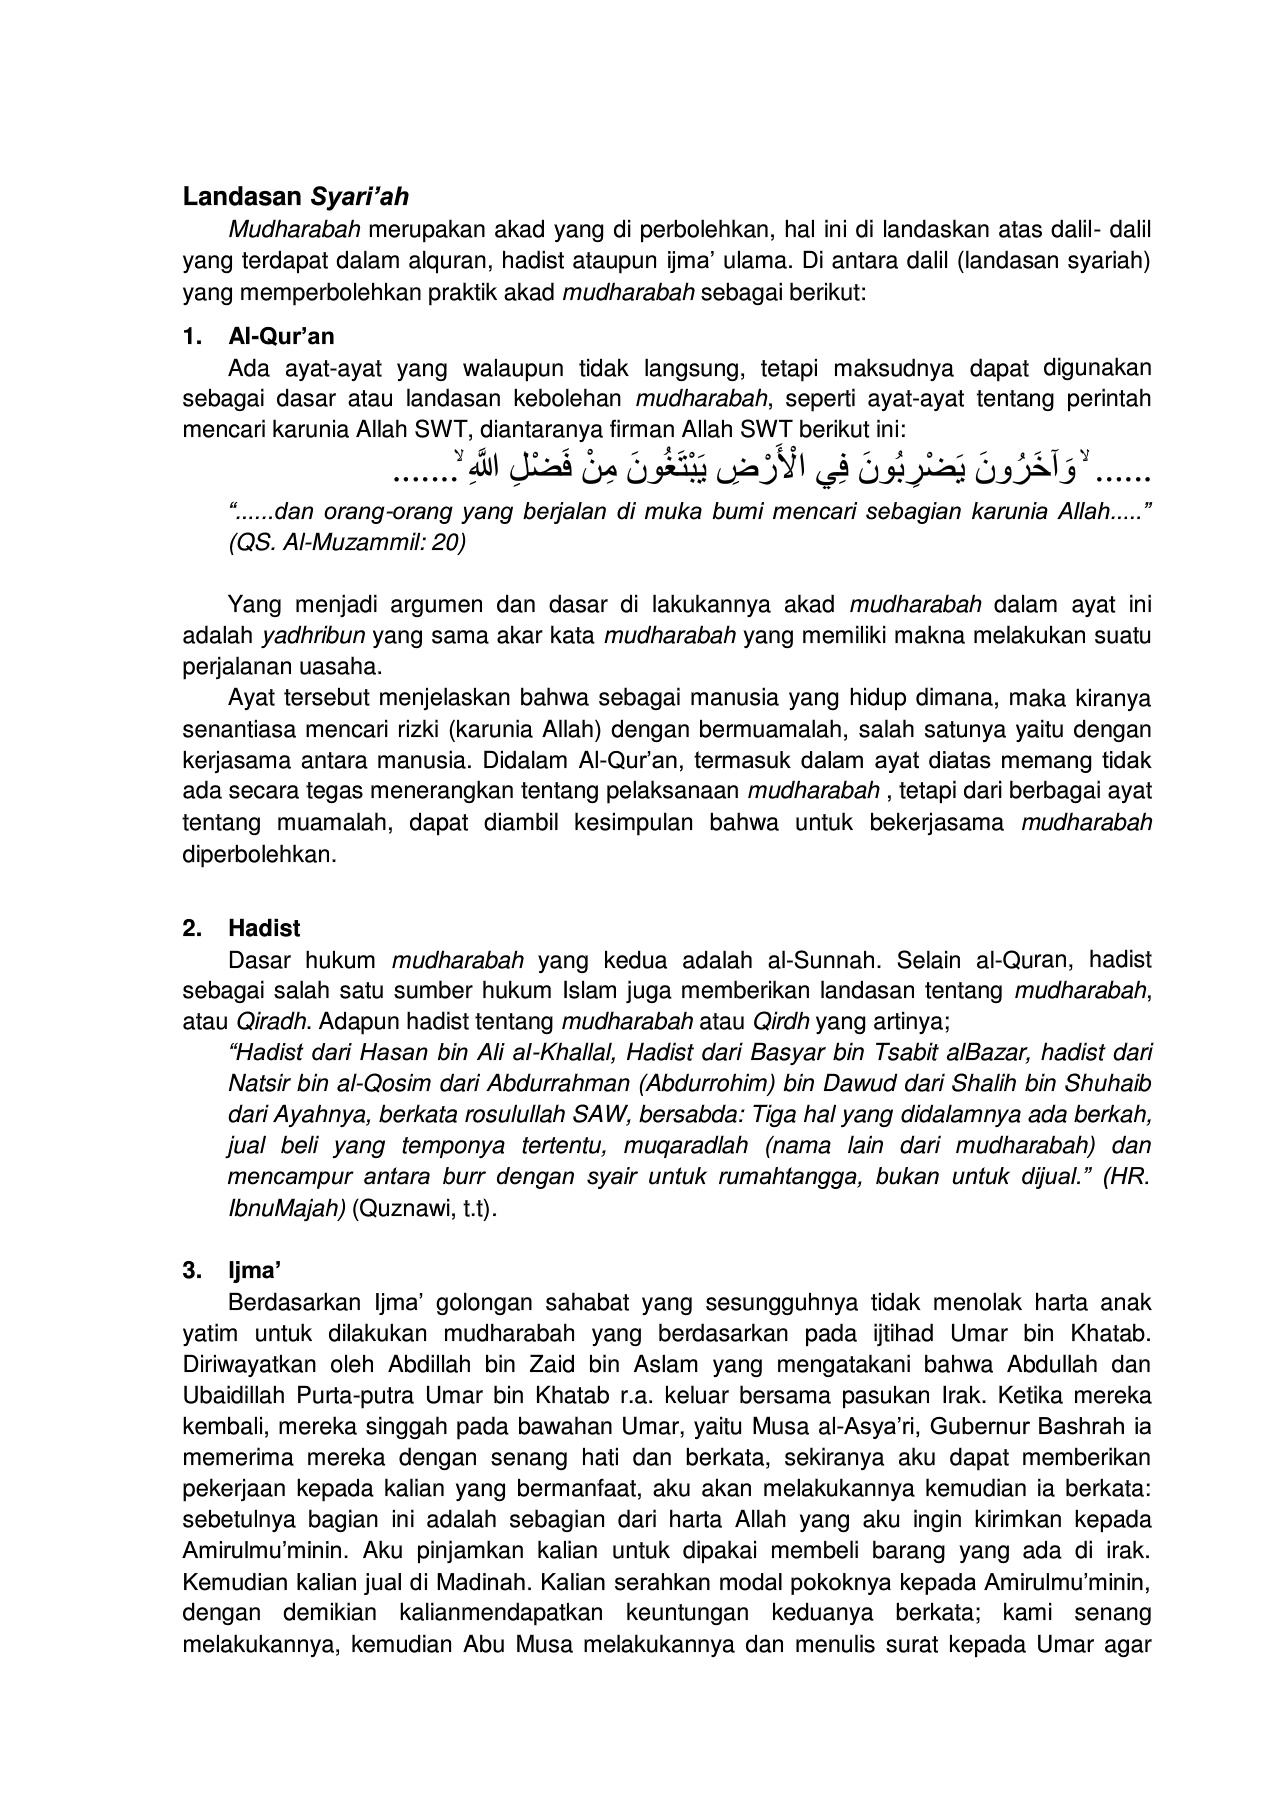 Landasan Syari’ah
Mudharabah merupakan akad yang di perbolehkan, hal ini di landaskan atas dalil- dalil
yang terdapat dalam alquran, hadist ataupun ijma’ ulama. Di antara dalil (landasan syariah)
yang memperbolehkan praktik akad mudharabah sebagai berikut:
1. Al-Qur’an
Ada ayat-ayat yang walaupun tidak langsung, tetapi maksudnya dapat digunakan
sebagai dasar atau landasan kebolehan mudharabah, seperti ayat-ayat tentang perintah
mencari karunia Allah SWT, diantaranya firman Allah SWT berikut ini:
...... ۙ وَآخَرُونَ يَضْرِبُونَ فِي الْأَرْضِ يَبْتَغُونَ مِنْ فَضْلِ اللَّهِ ۙ .......
“......dan orang-orang yang berjalan di muka bumi mencari sebagian karunia Allah.....”
(QS. Al-Muzammil: 20)
Yang menjadi argumen dan dasar di lakukannya akad mudharabah dalam ayat ini
adalah yadhribun yang sama akar kata mudharabah yang memiliki makna melakukan suatu
perjalanan uasaha.
Ayat tersebut menjelaskan bahwa sebagai manusia yang hidup dimana, maka kiranya
senantiasa mencari rizki (karunia Allah) dengan bermuamalah, salah satunya yaitu dengan
kerjasama antara manusia. Didalam Al-Qur’an, termasuk dalam ayat diatas memang tidak
ada secara tegas menerangkan tentang pelaksanaan mudharabah , tetapi dari berbagai ayat
tentang muamalah, dapat diambil kesimpulan bahwa untuk bekerjasama mudharabah
diperbolehkan.
2. Hadist
Dasar hukum mudharabah yang kedua adalah al-Sunnah. Selain al-Quran, hadist
sebagai salah satu sumber hukum Islam juga memberikan landasan tentang mudharabah,
atau Qiradh. Adapun hadist tentang mudharabah atau Qirdh yang artinya;
“Hadist dari Hasan bin Ali al-Khallal, Hadist dari Basyar bin Tsabit alBazar, hadist dari
Natsir bin al-Qosim dari Abdurrahman (Abdurrohim) bin Dawud dari Shalih bin Shuhaib
dari Ayahnya, berkata rosulullah SAW, bersabda: Tiga hal yang didalamnya ada berkah,
jual beli yang temponya tertentu, muqaradlah (nama lain dari mudharabah) dan
mencampur antara burr dengan syair untuk rumahtangga, bukan untuk dijual.” (HR.
IbnuMajah) (Quznawi, t.t).
3. Ijma’
Berdasarkan Ijma’ golongan sahabat yang sesungguhnya tidak menolak harta anak
yatim untuk dilakukan mudharabah yang berdasarkan pada ijtihad Umar bin Khatab.
Diriwayatkan oleh Abdillah bin Zaid bin Aslam yang mengatakani bahwa Abdullah dan
Ubaidillah Purta-putra Umar bin Khatab r.a. keluar bersama pasukan Irak. Ketika mereka
kembali, mereka singgah pada bawahan Umar, yaitu Musa al-Asya’ri, Gubernur Bashrah ia
memerima mereka dengan senang hati dan berkata, sekiranya aku dapat memberikan
pekerjaan kepada kalian yang bermanfaat, aku akan melakukannya kemudian ia berkata:
sebetulnya bagian ini adalah sebagian dari harta Allah yang aku ingin kirimkan kepada
Amirulmu’minin. Aku pinjamkan kalian untuk dipakai membeli barang yang ada di irak.
Kemudian kalian jual di Madinah. Kalian serahkan modal pokoknya kepada Amirulmu’minin,
dengan demikian kalianmendapatkan keuntungan keduanya berkata; kami senang
melakukannya, kemudian Abu Musa melakukannya dan menulis surat kepada Umar agar